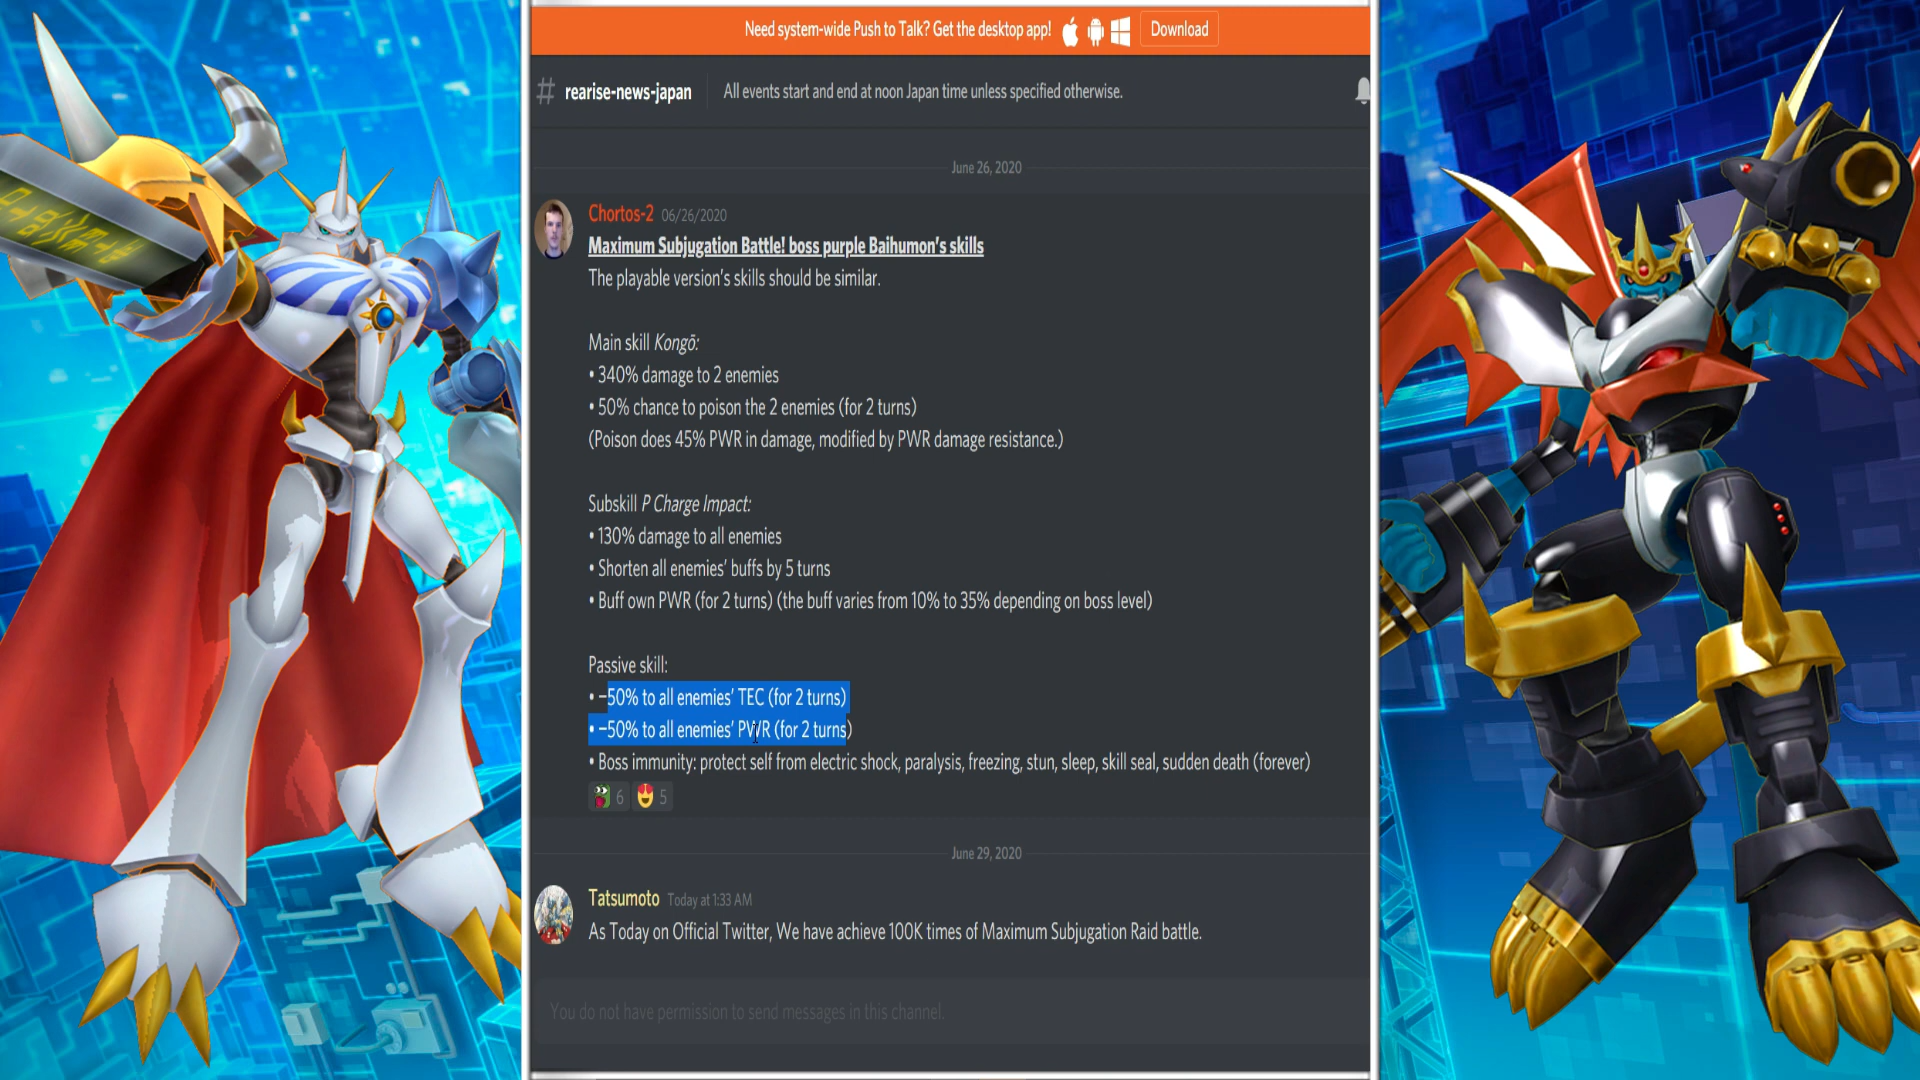 Need system-wide Push to Talk? Get the desktop app! Download
# rearise-news-japan All events start and end at noon Japan time unless specified otherwise.
June 26, 2020
Chortos-2 06/26/2020
Maximum Subjugation Battle! boss purple Baihumon's skills
The playable version's skills should be similar.
Main skill Kongō:
• 340% damage to 2 enemies
• 50% chance to poison the 2 enemies (for 2 turns)
(Poison does 45% PWR in damage, modified by PWR damage resistance.)
Subskill P Charge Impact:
• 130% damage to all enemies
• Shorten all enemies' buffs by 5 turns
• Buff own PWR (for 2 turns) (the buff varies from 10% to 35% depending on boss level)
Passive skill:
• −50% to all enemies' TEC (for 2 turns)
• −50% to all enemies' PWR (for 2 turns)
• Boss immunity: protect self from electric shock, paralysis, freezing, stun, sleep, skill seal, sudden death (forever)
6 5
June 29, 2020
Tatsumoto Today at 1:33 AM
As Today on Official Twitter, We have achieve 100K times of Maximum Subjugation Raid battle.
You do not have permission to send messages in this channel.